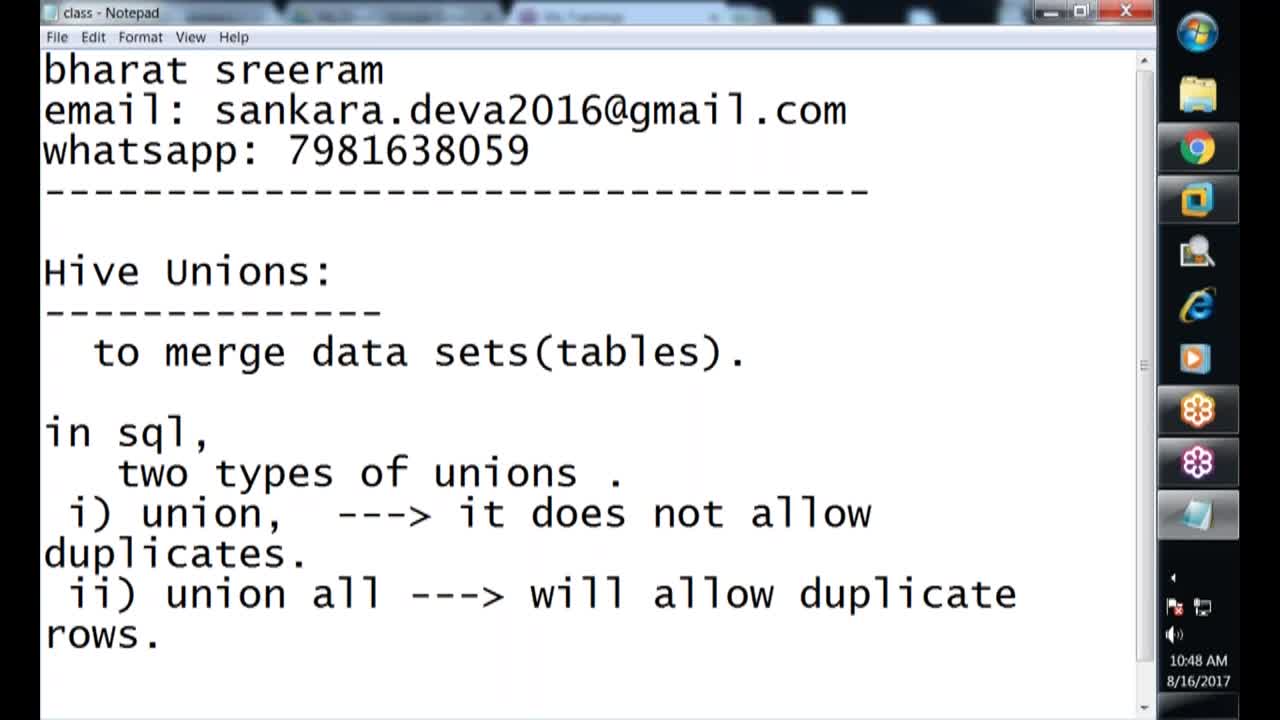 class - Notepad
File Edit Format View Help
bharat sreeram
email: sankara.deva2016@gmail.com
whatsapp: 7981638059
----------------------------------
Hive Unions:
--------------
to merge data sets(tables).
in sql,
two types of unions .
i) union, ---> it does not allow
duplicates.
ii) union all ---> will allow duplicate
rows.
10:48 AM
8/16/2017